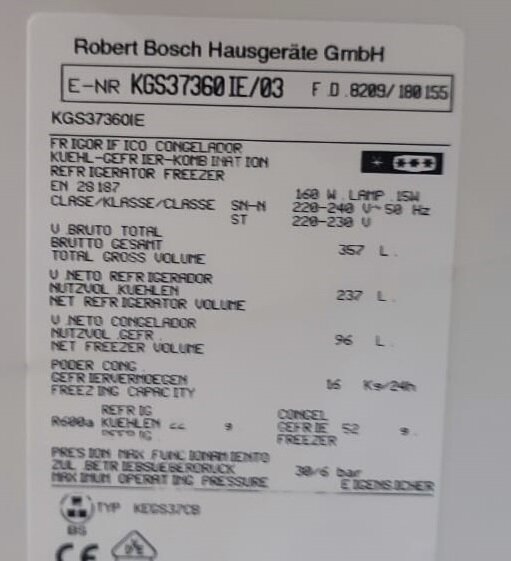 Robert Bosch Hausgeräte GmbH
E-NR KGS37360IE/03 F.D.8209/180155
KGS37360IE
FRIGORIFICO CONGELADOR
KUEHL-GEFRIER-KOMBINATION
REFRIGERATOR FREEZER
EN 28187 160 W.LAMP.15W
CLASE/KLASSE/CLASSE SN-N 220-240 V~50 Hz
ST 220-230 V
V BRUTO TOTAL
BRUTTO GESAMT 357 L.
TOTAL GROSS VOLUME
V NETO REFRIGERADOR
NUTZVOL KUEHLEN 237 L.
NET REFRIGERATOR VOLUME
V NETO CONGELADOR
NUTZVOL GEFR. 96 L.
NET FREEZER VOLUME
PODER CONG.
GEFRIERVERMOEGEN 16 Kg/24h
FREEZING CAPACITY
REFRIG CONGEL
R600a KUEHLEN g GEFRIE 52 g.
FREEZER
PRESION MAX FUNCIONAMIENTO
ZUL BETRIEBSUEBERDRUCK 30/6 bar
MAXIMUM OPERATING PRESSURE EIGENSICHER
TYP KEGS37CB
BS
CE